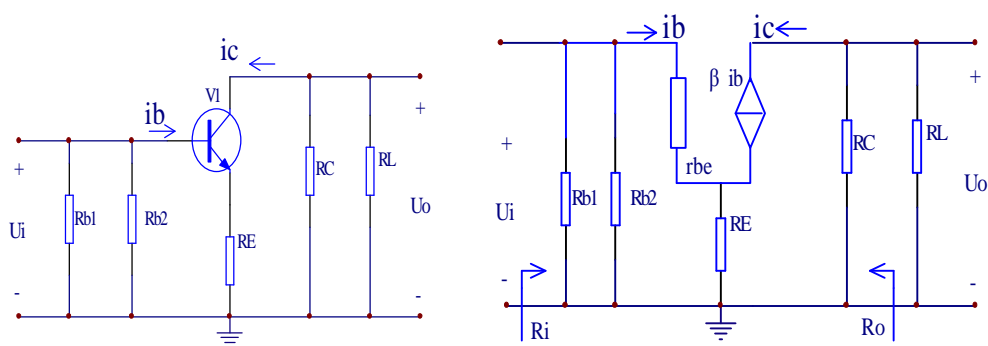 ic
V1
ib
+
+
RC
RL
Rb1
Rb2
Ui
Uo
RE
-
-
ib
ic
β ib
+
+
RC
RL
rbe
Rb1
Rb2
Ui
Uo
RE
-
-
Ri
Ro